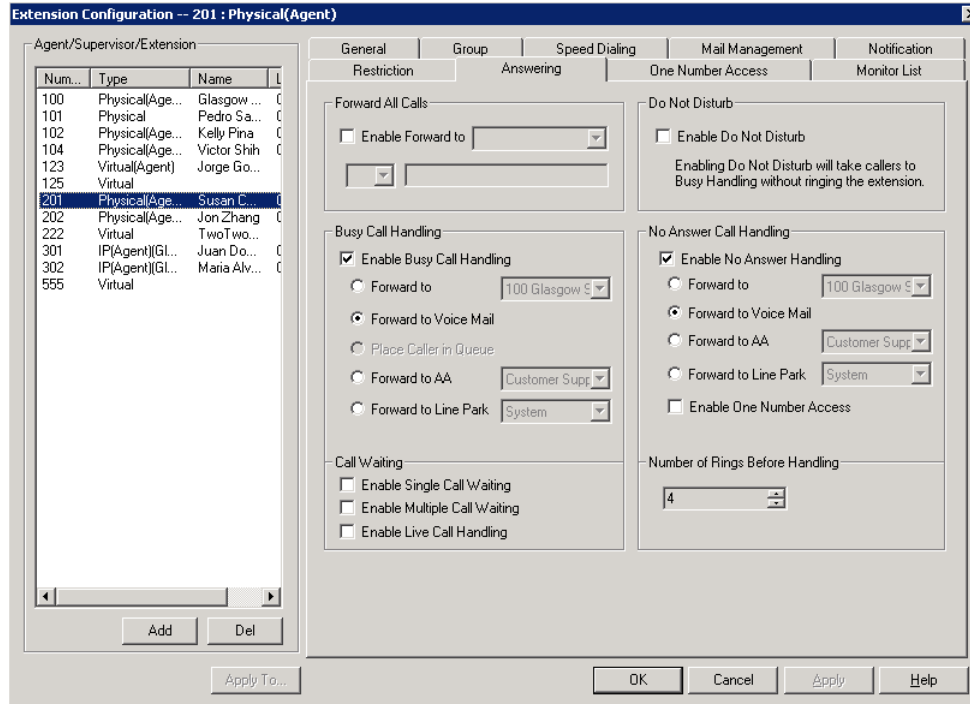 Extension Configuration -- 201 : Physical(Agent)
Agent/Supervisor/Extension
Num... Type Name L
100 Physical(Age... Glasgow ...
101 Physical Pedro Sa...
102 Physical(Age... Kelly Pina
104 Physical(Age... Victor Shih
123 Virtual(Agent) Jorge Go...
125 Virtual
201 Physical(Age... Susan C...
202 Physical(Age... Jon Zhang
222 Virtual TwoTwo...
301 IP(Agent)(Gl... Juan Do...
302 IP(Agent)(Gl... Maria Alv...
555 Virtual
Add Del
Apply To...
General Group Speed Dialing Mail Management Notification
Restriction Answering One Number Access Monitor List
Forward All Calls
Enable Forward to
Do Not Disturb
Enable Do Not Disturb
Enabling Do Not Disturb will take callers to
Busy Handling without ringing the extension.
Busy Call Handling
Enable Busy Call Handling
Forward to 100 Glasgow S
Forward to Voice Mail
Place Caller in Queue
Forward to AA Customer Supp
Forward to Line Park System
No Answer Call Handling
Enable No Answer Handling
Forward to 100 Glasgow S
Forward to Voice Mail
Forward to AA Customer Supp
Forward to Line Park System
Enable One Number Access
Call Waiting
Enable Single Call Waiting
Enable Multiple Call Waiting
Enable Live Call Handling
Number of Rings Before Handling
4
OK Cancel Apply Help